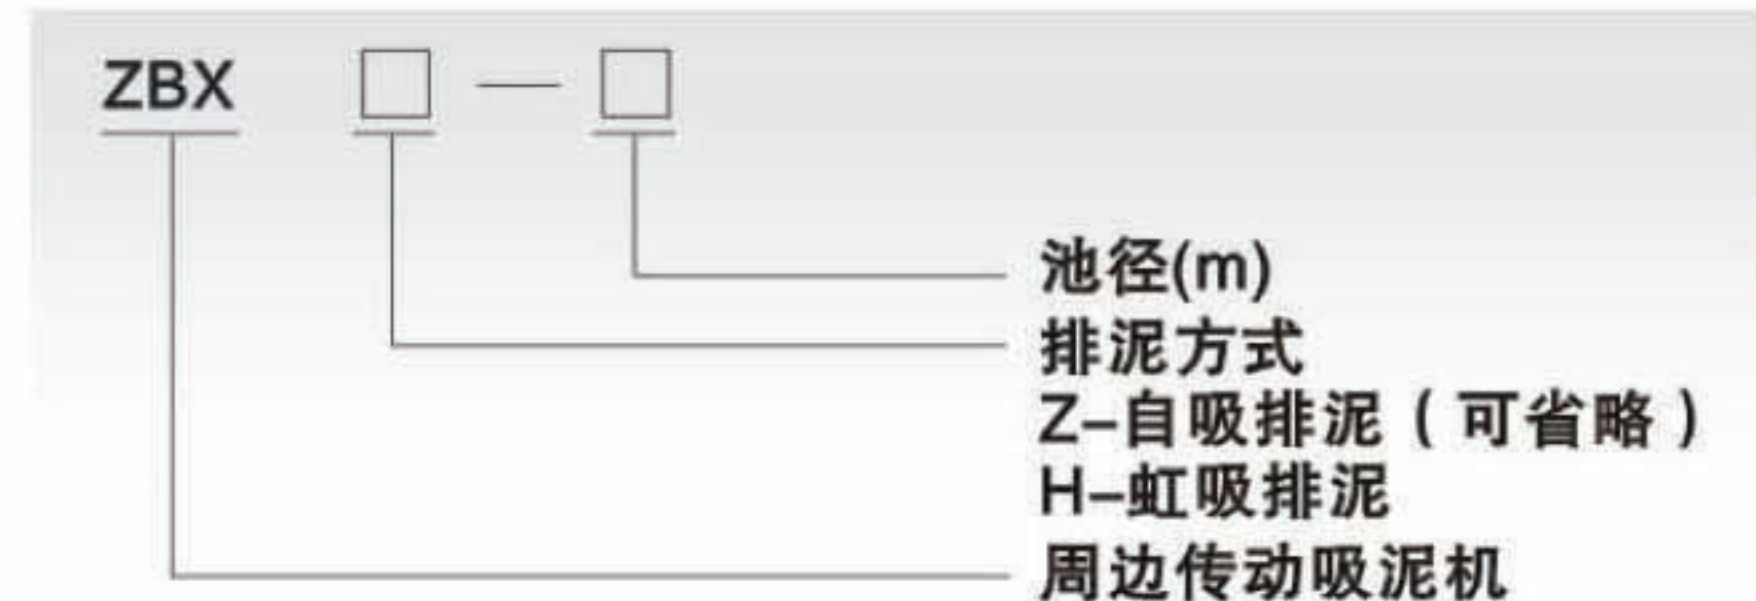 ZBX □ — □
池径(m)
排泥方式
Z–自吸排泥（可省略）
H–虹吸排泥
周边传动吸泥机